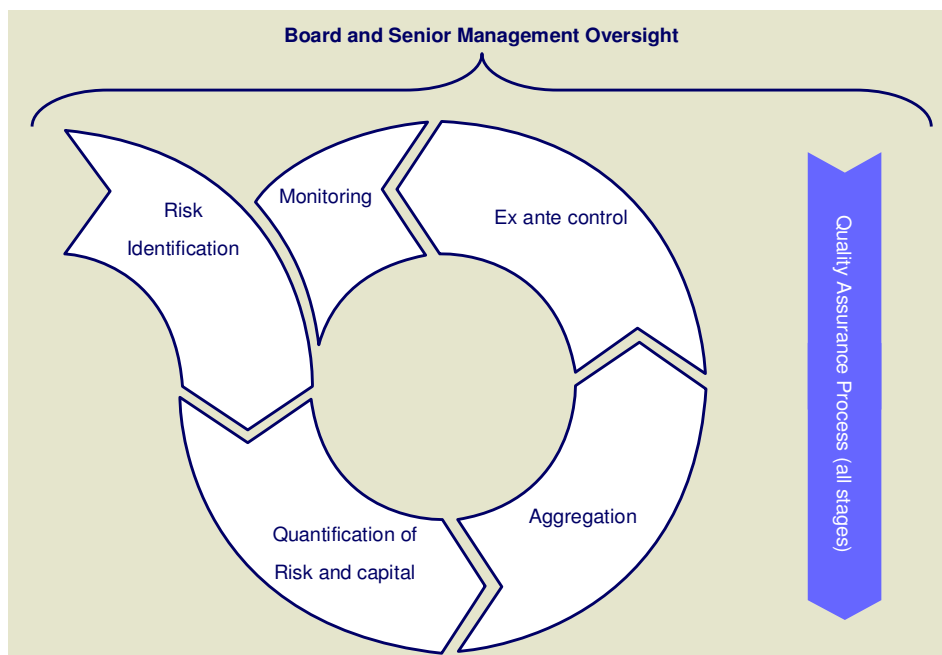 Board and Senior Management Oversight
Risk
Identification
Monitoring
Ex ante control
Quantification of
Risk and capital
Aggregation
Quality Assurance Process (all stages)